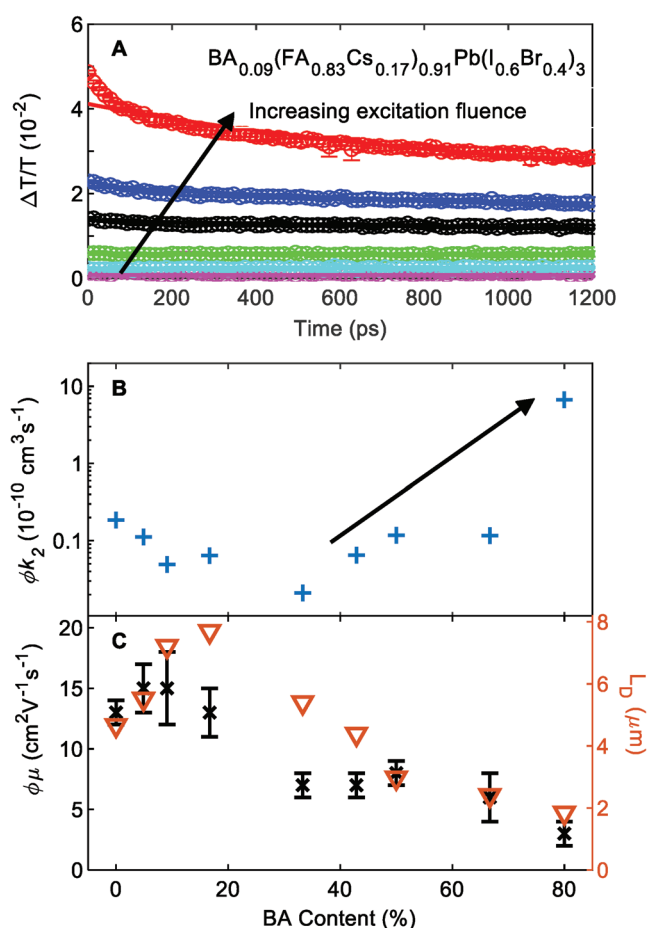 A
BA0.09(FA0.83Cs0.17)0.91Pb(I0.6Br0.4)3
Increasing excitation fluence
ΔT/T (10-2)
6
4
2
0
0 200 400 600 800 1000 1200
Time (ps)
B
ϕk2 (10-10 cm3s-1)
10
1
0.1
C
ϕμ (cm2V-1s-1)
20
15
10
5
0
8
6
4
2
0
LD (μm)
0 20 40 60 80
BA Content (%)